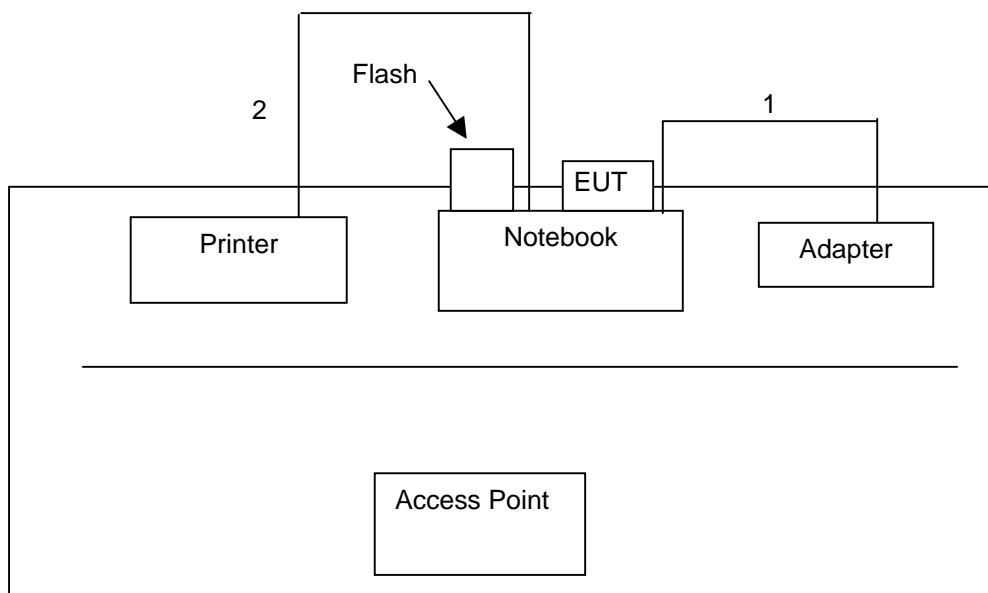 Flash
2
1
EUT
Printer
Notebook
Adapter
Access Point